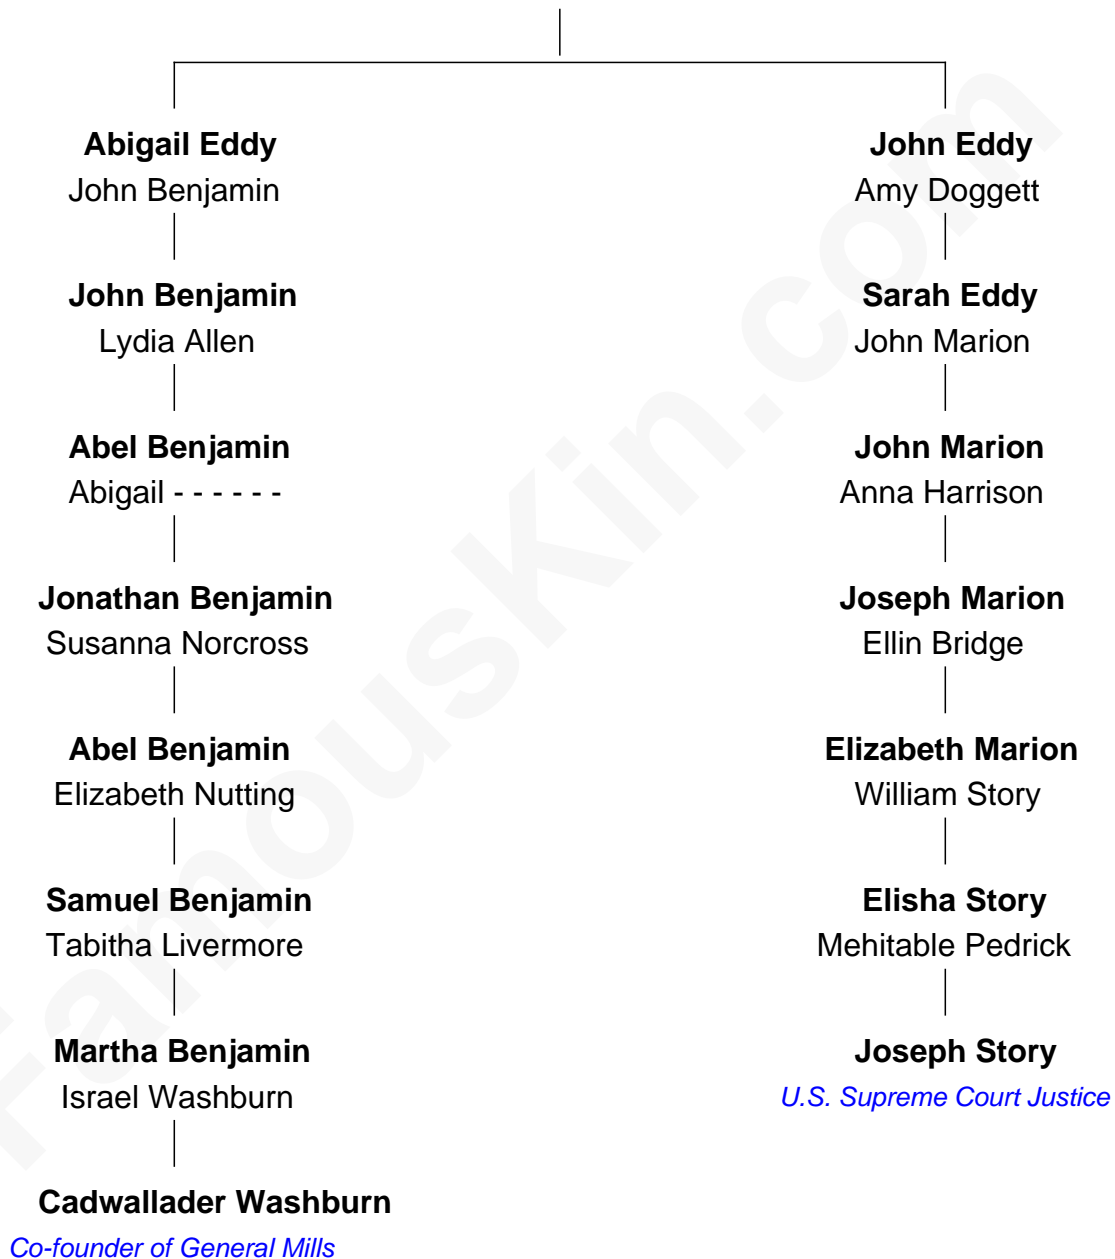 Abigail Eddy
John Benjamin
John Eddy
Amy Doggett
John Benjamin
Lydia Allen
Sarah Eddy
John Marion
Abel Benjamin
Abigail - - - - - -
John Marion
Anna Harrison
Jonathan Benjamin
Susanna Norcross
Joseph Marion
Ellin Bridge
Abel Benjamin
Elizabeth Nutting
Elizabeth Marion
William Story
Samuel Benjamin
Tabitha Livermore
Elisha Story
Mehitable Pedrick
Martha Benjamin
Israel Washburn
Joseph Story
U.S. Supreme Court Justice
Cadwallader Washburn
Co-founder of General Mills
FamousKin.com